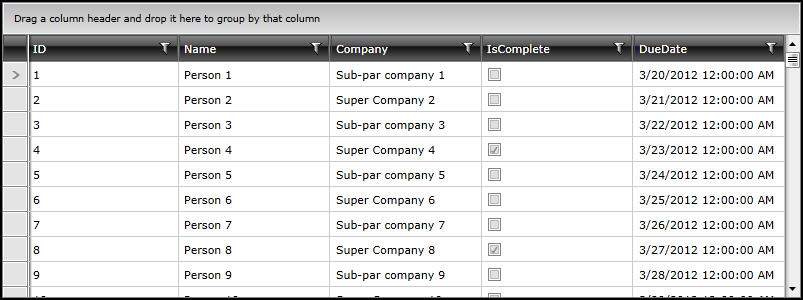 Drag a column header and drop it here to group by that column
ID Name Company IsComplete DueDate
1 Person 1 Sub-par company 1 3/20/2012 12:00:00 AM
2 Person 2 Super Company 2 3/21/2012 12:00:00 AM
3 Person 3 Sub-par company 3 3/22/2012 12:00:00 AM
4 Person 4 Super Company 4 3/23/2012 12:00:00 AM
5 Person 5 Sub-par company 5 3/24/2012 12:00:00 AM
6 Person 6 Super Company 6 3/25/2012 12:00:00 AM
7 Person 7 Sub-par company 7 3/26/2012 12:00:00 AM
8 Person 8 Super Company 8 3/27/2012 12:00:00 AM
9 Person 9 Sub-par company 9 3/28/2012 12:00:00 AM